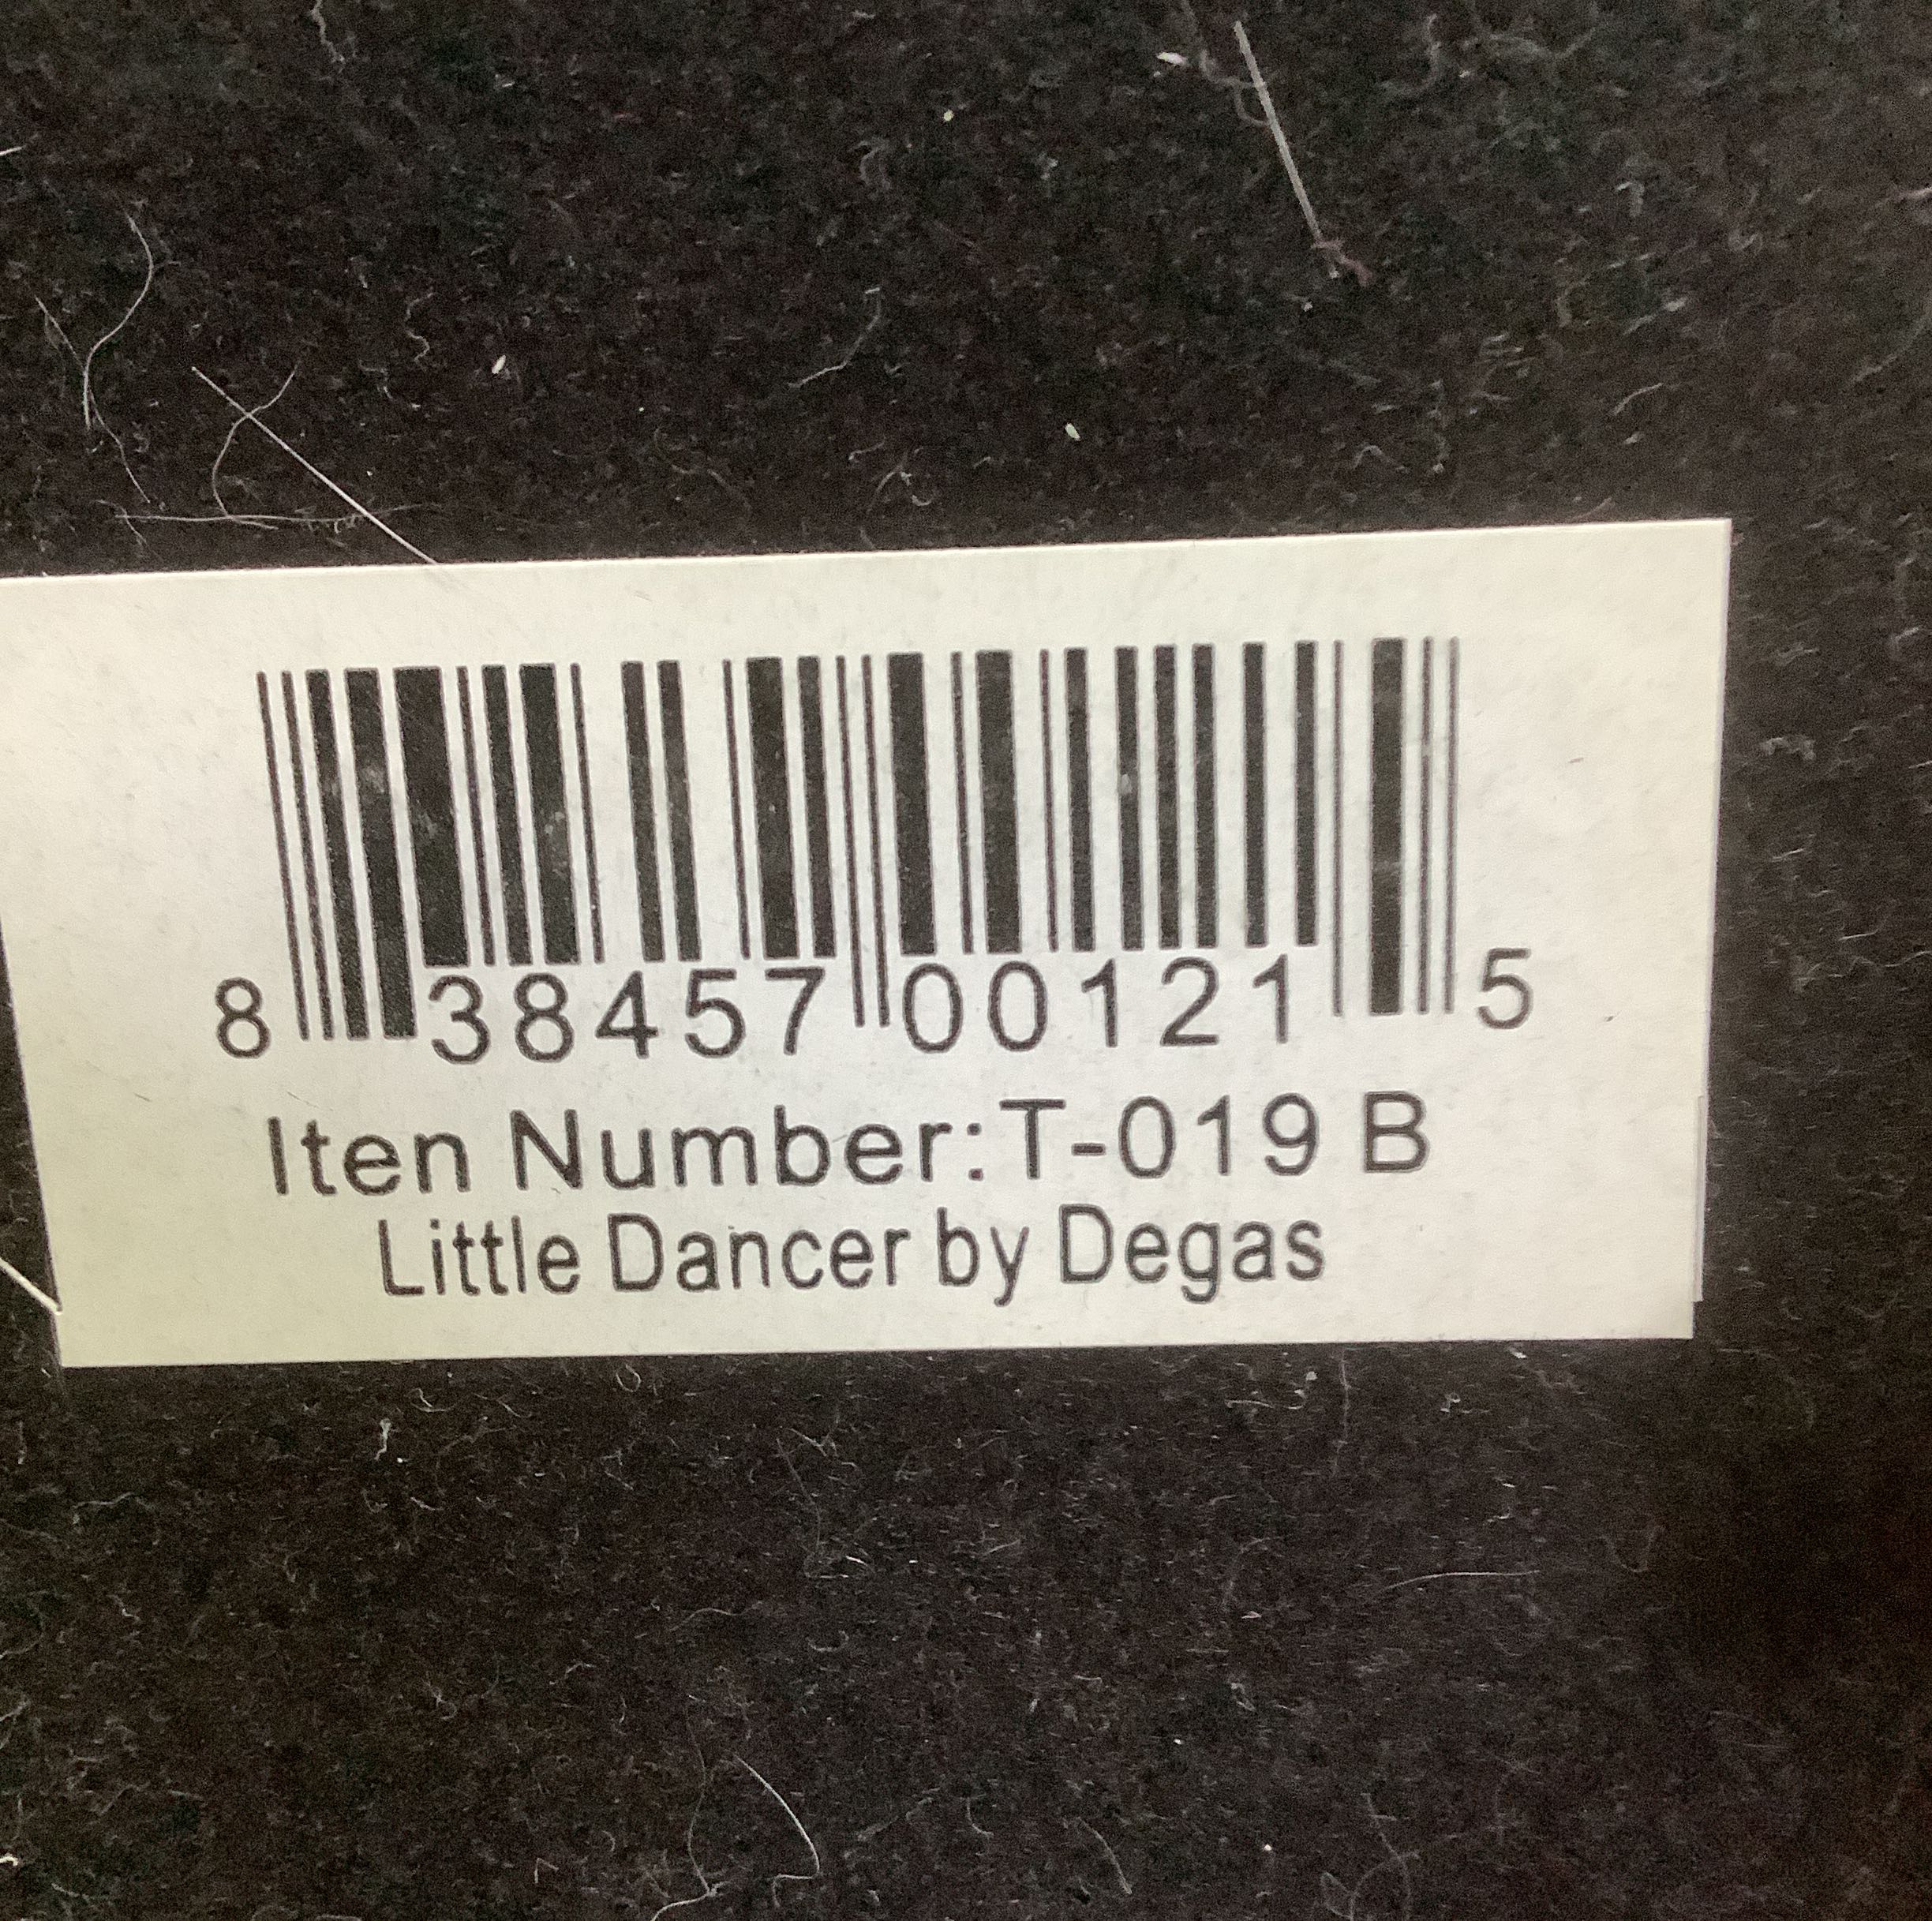 8 38457 00121 5
Iten Number:T-019 B
Little Dancer by Degas